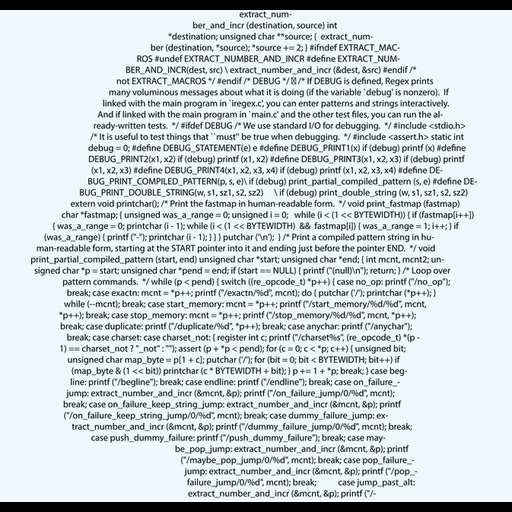 extract_num-
ber_and_incr (destination, source) int
*destination; unsigned char **source; {  extract_num-
ber (destination, *source); *source += 2; } #ifndef EXTRACT_MAC-
ROS #undef EXTRACT_NUMBER_AND_INCR #define EXTRACT_NUM-
BER_AND_INCR(dest, src) \ extract_number_and_incr (&dest, &src) #endif /*
not EXTRACT_MACROS */ #endif /* DEBUG */ /* If DEBUG is defined, Regex prints
many voluminous messages about what it is doing (if the variable `debug' is nonzero).  If
linked with the main program in `iregex.c', you can enter patterns and strings interactively.
And if linked with the main program in `main.c' and the other test files, you can run the al-
ready-written tests.  */ #ifdef DEBUG /* We use standard I/O for debugging.  */ #include <stdio.h>
/* It is useful to test things that ``must'' be true when debugging.  */ #include <assert.h> static int
debug = 0; #define DEBUG_STATEMENT(e) e #define DEBUG_PRINT1(x) if (debug) printf (x) #define
DEBUG_PRINT2(x1, x2) if (debug) printf (x1, x2) #define DEBUG_PRINT3(x1, x2, x3) if (debug) printf
(x1, x2, x3) #define DEBUG_PRINT4(x1, x2, x3, x4) if (debug) printf (x1, x2, x3, x4) #define DE-
BUG_PRINT_COMPILED_PATTERN(p, s, e)\ if (debug) print_partial_compiled_pattern (s, e) #define DE-
BUG_PRINT_DOUBLE_STRING(w, s1, sz1, s2, sz2)     \ if (debug) print_double_string (w, s1, sz1, s2, sz2)
extern void printchar(); /* Print the fastmap in human-readable form.  */ void print_fastmap (fastmap)
char *fastmap; { unsigned was_a_range = 0; unsigned i = 0;   while (i < (1 << BYTEWIDTH)) { if (fastmap[i++])
{ was_a_range = 0; printchar (i - 1); while (i < (1 << BYTEWIDTH)  &&  fastmap[i]) { was_a_range = 1; i++; } if
(was_a_range) { printf ("-"); printchar (i - 1); } } } putchar ('\n');  } /* Print a compiled pattern string in hu-
man-readable form, starting at the START pointer into it and ending just before the pointer END.  */ void
print_partial_compiled_pattern (start, end) unsigned char *start; unsigned char *end; { int mcnt, mcnt2; un-
signed char *p = start; unsigned char *pend = end; if (start == NULL) { printf ("(null)\n"); return; } /* Loop over
pattern commands.  */ while (p < pend) { switch ((re_opcode_t) *p++) { case no_op: printf ("/no_op");
break; case exactn: mcnt = *p++; printf ("/exactn/%d", mcnt); do { putchar ('/'); printchar (*p++); }
while (--mcnt); break; case start_memory: mcnt = *p++; printf ("/start_memory/%d/%d", mcnt,
*p++); break; case stop_memory: mcnt = *p++; printf ("/stop_memory/%d/%d", mcnt, *p++);
break; case duplicate: printf ("/duplicate/%d", *p++); break; case anychar: printf ("/anychar");
break; case charset: case charset_not: { register int c; printf ("/charset%s", (re_opcode_t) *(p -
1) == charset_not ? "_not" : ""); assert (p + *p < pend); for (c = 0; c < *p; c++) { unsigned bit;
unsigned char map_byte = p[1 + c]; putchar ('/'); for (bit = 0; bit < BYTEWIDTH; bit++) if
(map_byte & (1 << bit)) printchar (c * BYTEWIDTH + bit); } p += 1 + *p; break; } case beg-
line: printf ("/begline"); break; case endline: printf ("/endline"); break; case on_failure_-
jump: extract_number_and_incr (&mcnt, &p); printf ("/on_failure_jump/0/%d", mcnt);
break; case on_failure_keep_string_jump: extract_number_and_incr (&mcnt, &p); printf
("/on_failure_keep_string_jump/0/%d", mcnt); break; case dummy_failure_jump: ex-
tract_number_and_incr (&mcnt, &p); printf ("/dummy_failure_jump/0/%d", mcnt);
break; case push_dummy_failure: printf ("/push_dummy_failure"); break; case may-
be_pop_jump: extract_number_and_incr (&mcnt, &p); printf
("/maybe_pop_jump/0/%d", mcnt); break; case pop_failure_-
jump: extract_number_and_incr (&mcnt, &p); printf ("/pop_-
failure_jump/0/%d", mcnt); break;          case jump_past_alt:
extract_number_and_incr (&mcnt, &p); printf ("/-